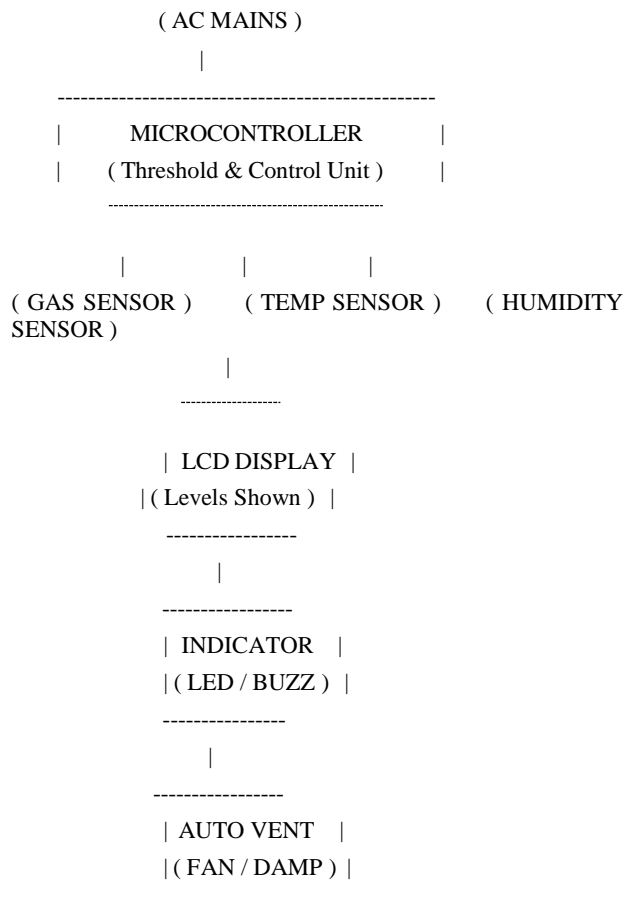 ( AC MAINS )
|
-------------------------------------------------
| MICROCONTROLLER |
| ( Threshold & Control Unit ) |
------------------------------------------------------
| | |
( GAS SENSOR ) ( TEMP SENSOR ) ( HUMIDITY
SENSOR )
|
--------------------
| LCD DISPLAY |
| ( Levels Shown ) |
-----------------
|
-----------------
| INDICATOR |
| ( LED / BUZZ ) |
----------------
|
-----------------
| AUTO VENT |
| ( FAN / DAMP ) |